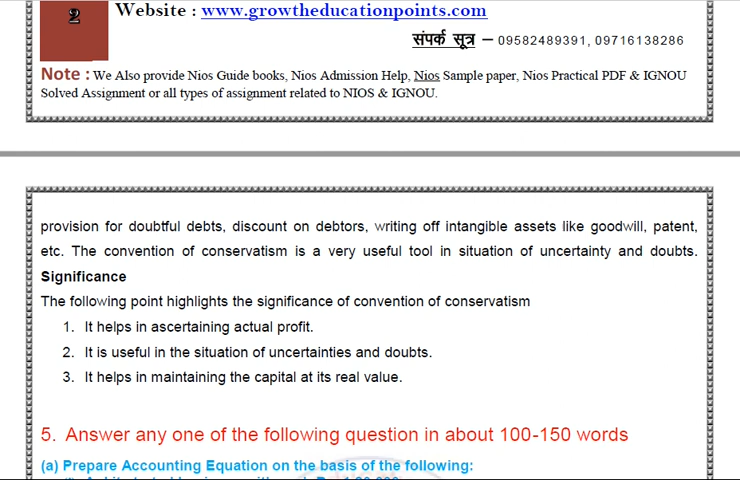 2
Website : www.growtheducationpoints.com
संपर्क सूत्र – 09582489391, 09716138286
Note : We Also provide Nios Guide books, Nios Admission Help, Nios Sample paper, Nios Practical PDF & IGNOU
Solved Assignment or all types of assignment related to NIOS & IGNOU.
provision for doubtful debts, discount on debtors, writing off intangible assets like goodwill, patent,
etc. The convention of conservatism is a very useful tool in situation of uncertainty and doubts.
Significance
The following point highlights the significance of convention of conservatism
1. It helps in ascertaining actual profit.
2. It is useful in the situation of uncertainties and doubts.
3. It helps in maintaining the capital at its real value.
5. Answer any one of the following question in about 100-150 words
(a) Prepare Accounting Equation on the basis of the following: